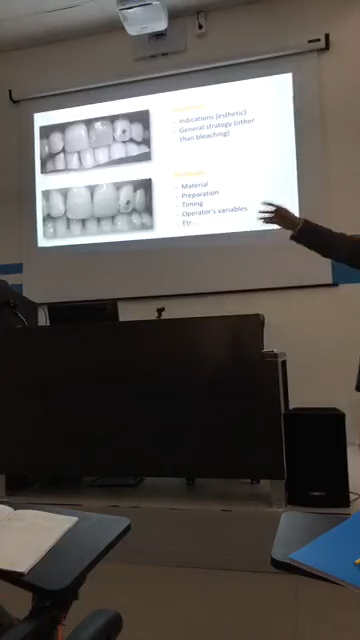 - Indications (esthetic)
- General strategy (other
than bleaching)
- Material
- Preparation
- Timing
- Operator's variables
- Etc..